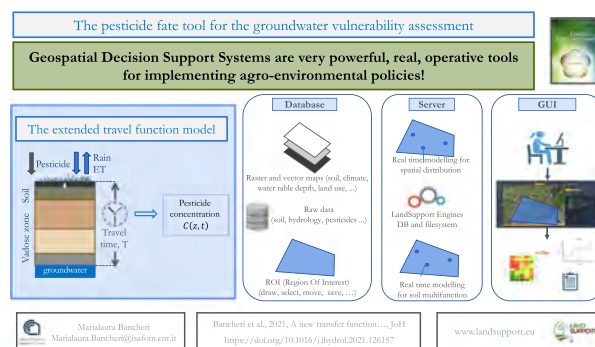 The pesticide fate tool for the groundwater vulnerability assessment
Geospatial Decision Support Systems are very powerful, real, operative tools
for implementing agro-environmental policies!
The extended travel function model
Pesticide
Rain
ET
Soil
Vadose zone
Travel
time, T
groundwater
Pesticide
concentration
C(z,t)
Database
Raster and vector maps (soil, climate,
water table depth, land use, ...)
Raw data
(soil, hydrology, pesticides ...)
ROI (Region Of Interest)
(draw, select, move, save, …)
Server
Real time modelling for
spatial distribution
LandSupport Engines
DB and filesystem
Real time modelling
for soil multifunction
GUI
Marialaura Bancheri
Marialaura.Bancheri@isafom.cnr.it
Bancheri et al., 2021, A new transfer function…, JoH
https://doi.org/10.1016/j.jhydrol.2021.126157
www.landsupport.eu